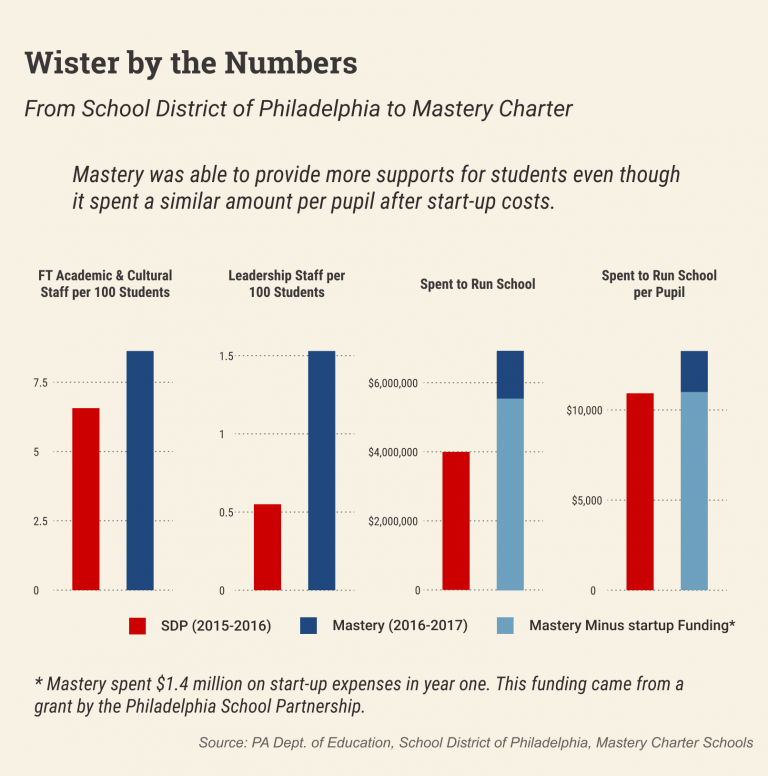 Wister by the Numbers
From School District of Philadelphia to Mastery Charter
Mastery was able to provide more supports for students even though
it spent a similar amount per pupil after start-up costs.
FT Academic & Cultural
Staff per 100 Students
7.5
5
2.5
0
Leadership Staff per
100 Students
1.5
1
0.5
0
Spent to Run School
$6,000,000
$4,000,000
$2,000,000
0
Spent to Run School
per Pupil
$10,000
$5,000
0
SDP (2015-2016)
Mastery (2016-2017)
Mastery Minus startup Funding*
* Mastery spent $1.4 million on start-up expenses in year one. This funding came from a
grant by the Philadelphia School Partnership.
Source: PA Dept. of Education, School District of Philadelphia, Mastery Charter Schools